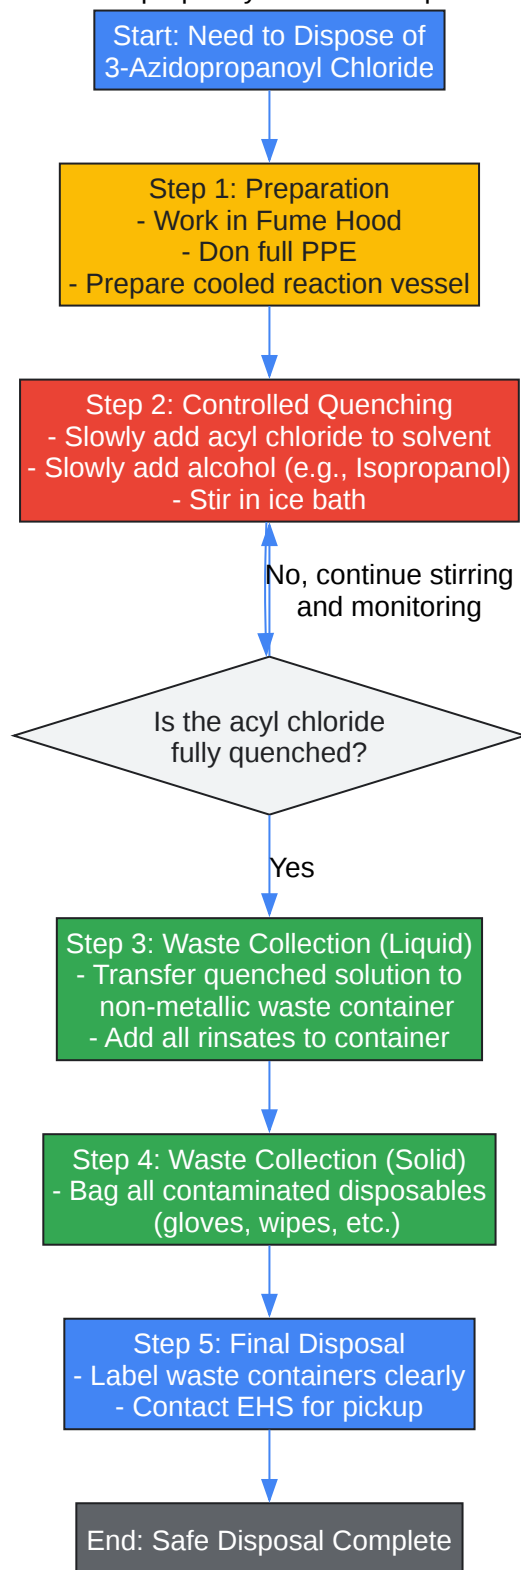 Start: Need to Dispose of
3-Azidopropanoyl Chloride
Step 1: Preparation
- Work in Fume Hood
- Don full PPE
- Prepare cooled reaction vessel
Step 2: Controlled Quenching
- Slowly add acyl chloride to solvent
- Slowly add alcohol (e.g., Isopropanol)
- Stir in ice bath
No, continue stirring
and monitoring
Is the acyl chloride
fully quenched?
Yes
Step 3: Waste Collection (Liquid)
- Transfer quenched solution to
non-metallic waste container
- Add all rinsates to container
Step 4: Waste Collection (Solid)
- Bag all contaminated disposables
(gloves, wipes, etc.)
Step 5: Final Disposal
- Label waste containers clearly
- Contact EHS for pickup
End: Safe Disposal Complete